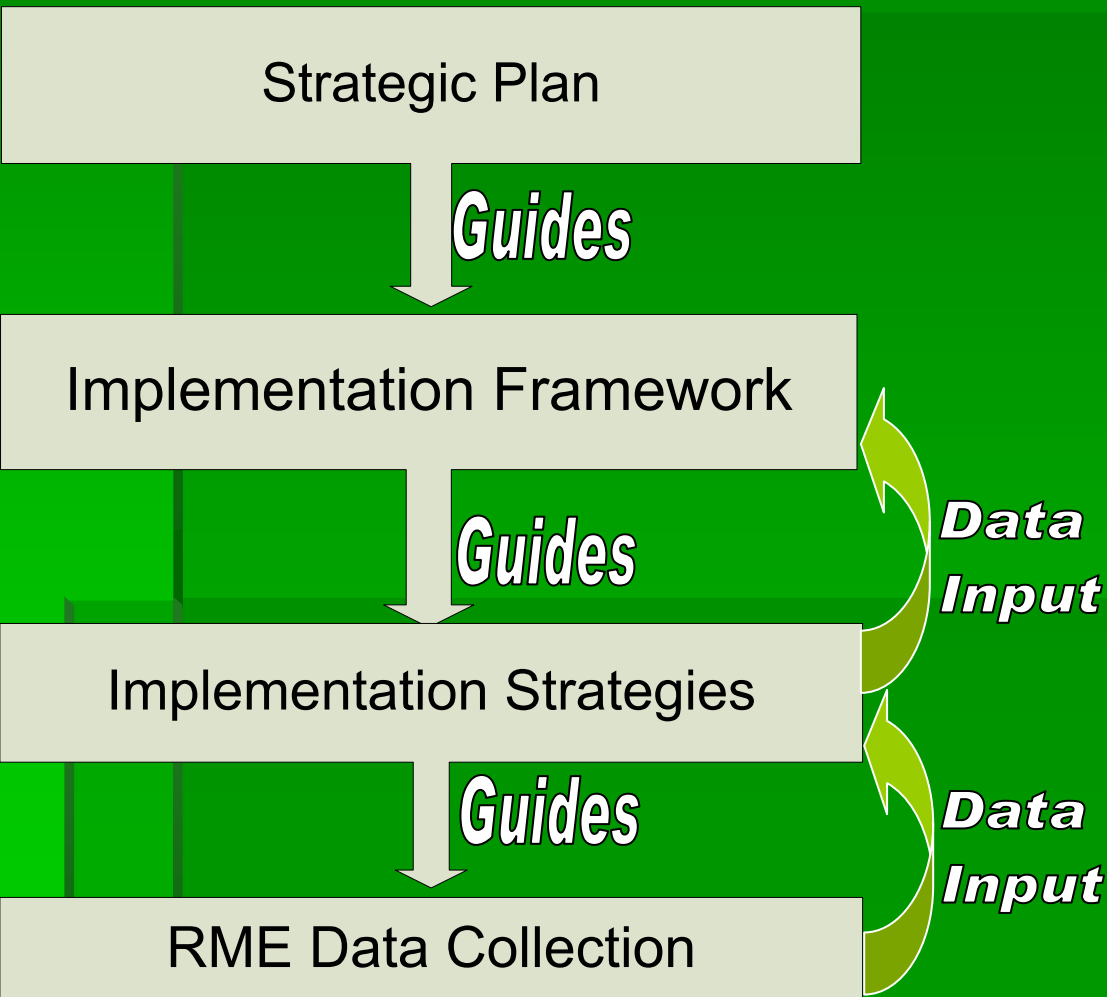 Strategic Plan
Guides
Implementation Framework
Guides
Data
Input
Implementation Strategies
Guides
Data
Input
RME Data Collection